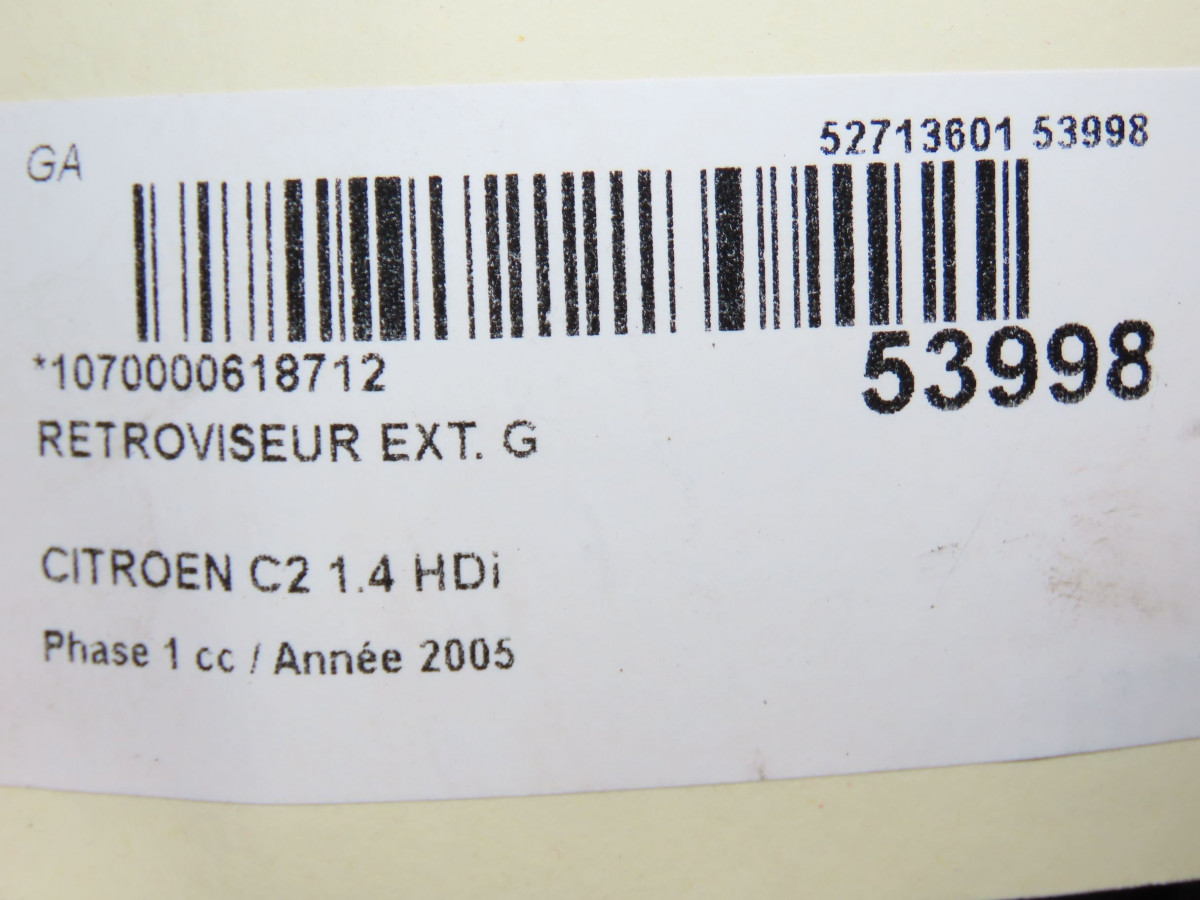 GA
52713601 53998
*1070000618712
53998
RETROVISEUR EXT. G
CITROEN C2 1.4 HDi
Phase 1 cc / Année 2005